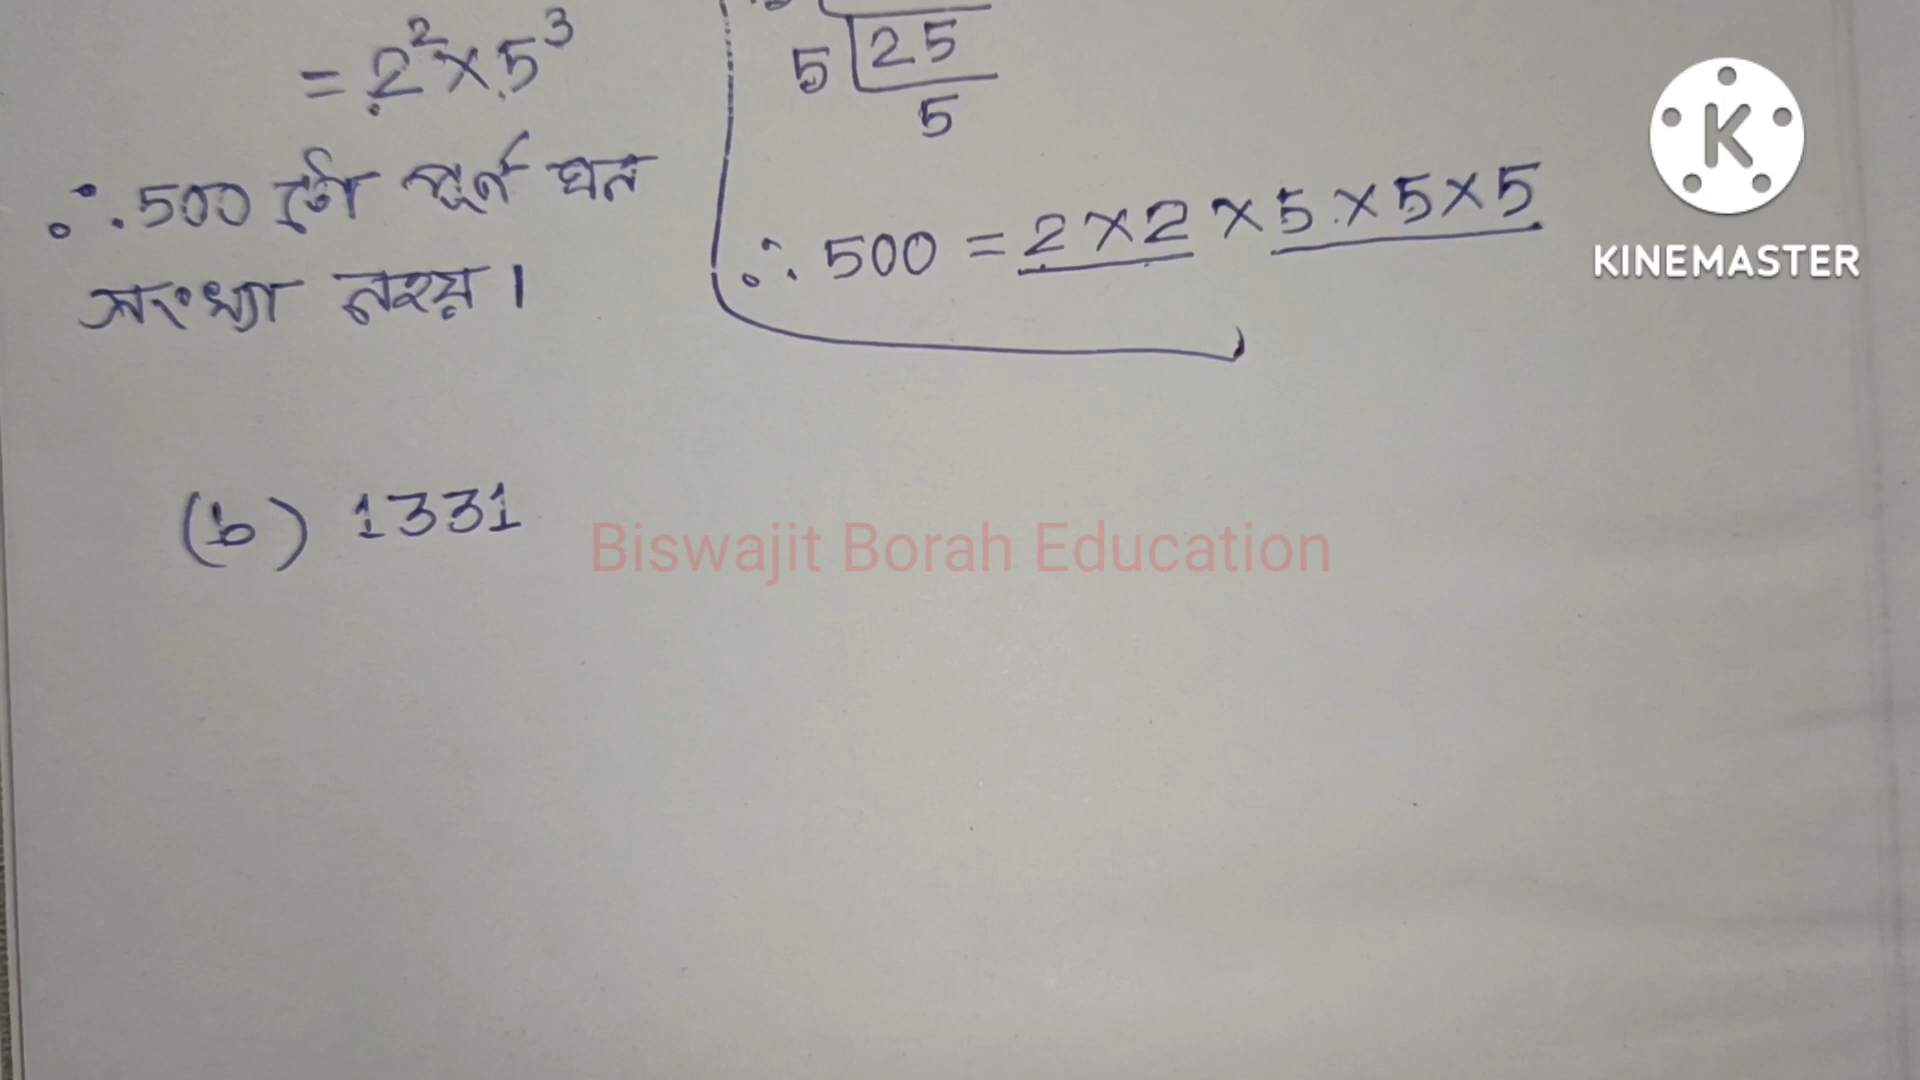 = 2² × 5³
∴ 500 টো পূৰ্ণ ঘন
সংখ্যা নহয়।
5 25
5
∴ 500 = 2 × 2 × 5 × 5 × 5
K
KINEMASTER
(b) 1331
Biswajit Borah Education